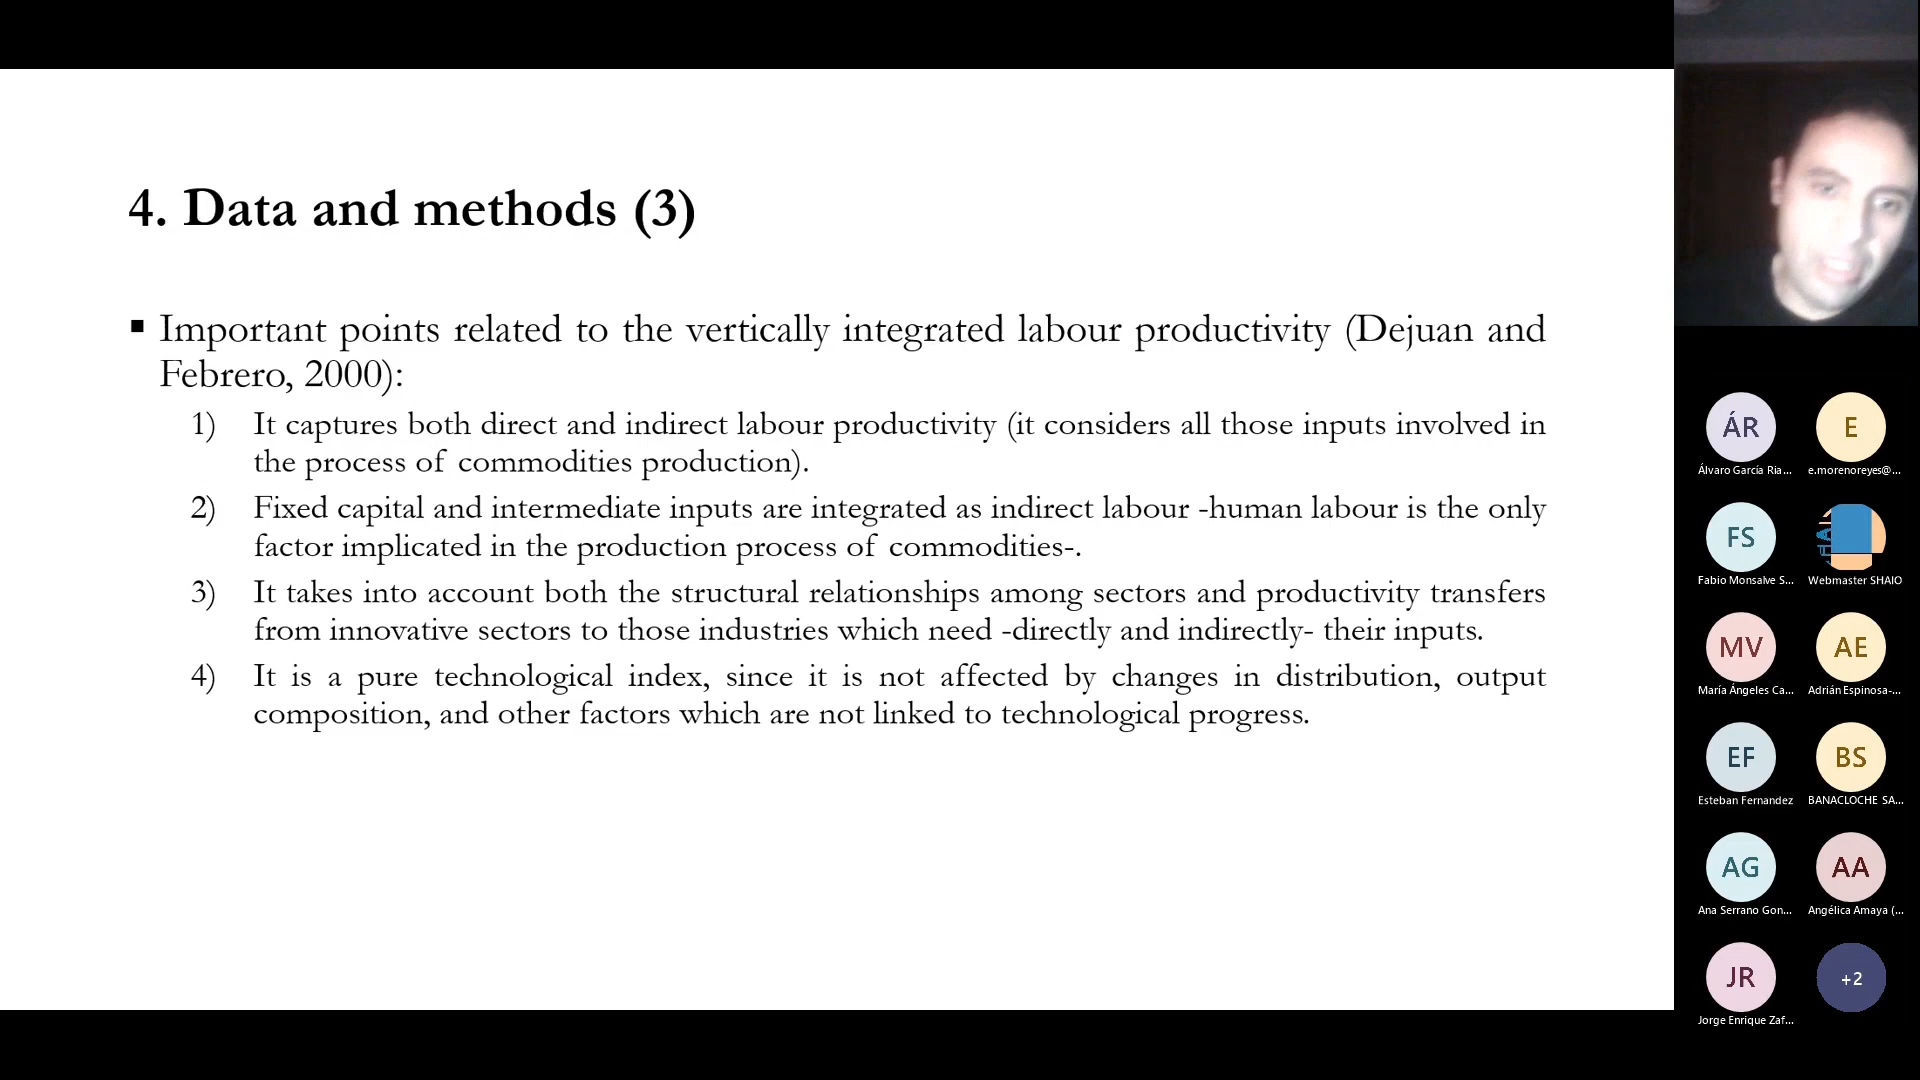 4. Data and methods (3)
▪ Important points related to the vertically integrated labour productivity (Dejuan and
Febrero, 2000):
1) It captures both direct and indirect labour productivity (it considers all those inputs involved in
the process of commodities production).
2) Fixed capital and intermediate inputs are integrated as indirect labour -human labour is the only
factor implicated in the production process of commodities-.
3) It takes into account both the structural relationships among sectors and productivity transfers
from innovative sectors to those industries which need -directly and indirectly- their inputs.
4) It is a pure technological index, since it is not affected by changes in distribution, output
composition, and other factors which are not linked to technological progress.
ÁR E
Álvaro García Ria... e.morenoreyes@...
FS
Fabio Monsalve S... Webmaster SHAIO
MV AE
María Ángeles Ca... Adrián Espinosa-...
EF BS
Esteban Fernandez BANACLOCHE SA...
AG AA
Ana Serrano Gon... Angélica Amaya (...
JR +2
Jorge Enrique Zaf...